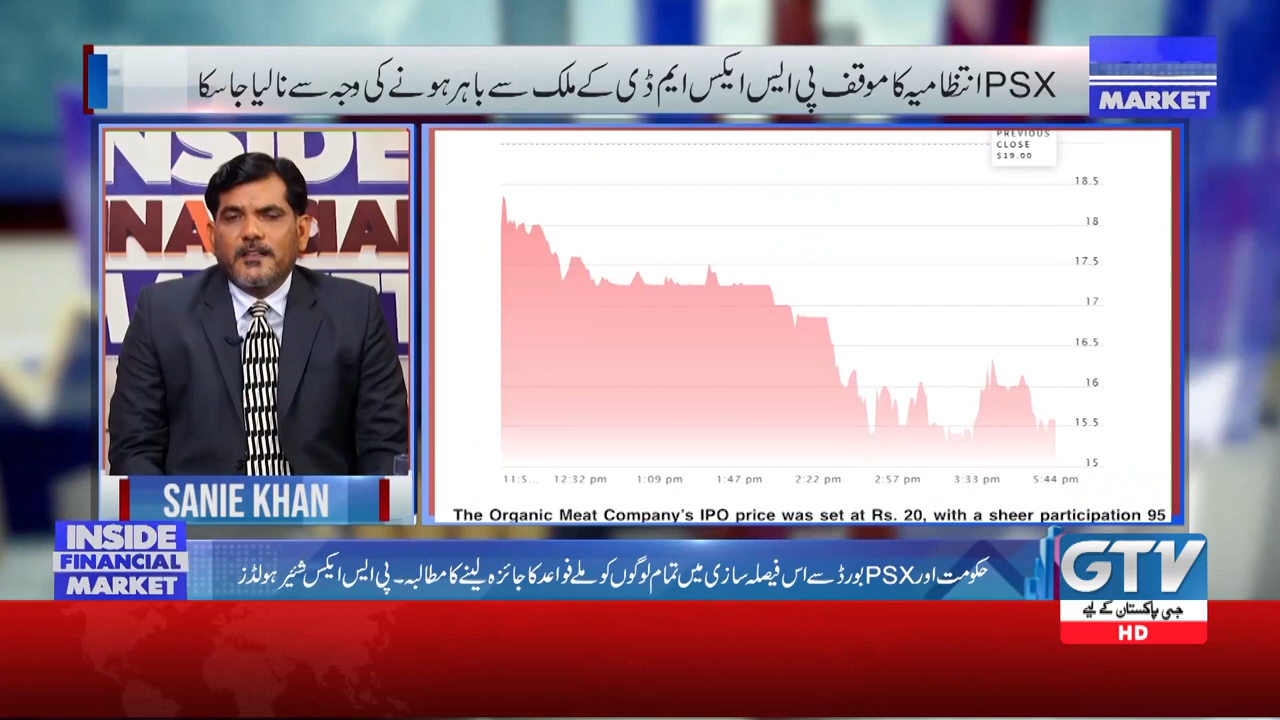 PSX انتظامیہ کا موقف پی ایس ایکس ایم ڈی کے ملک سے باہر ہونے کی وجہ سے نا لیا جاسکا
MARKET
INSIDE
PREVIOUS
CLOSE
$19.00
18.5
18
17.5
17
16.5
16
15.5
15
11:5... 12:32 pm 1:09 pm 1:47 pm 2:22 pm 2:57 pm 3:33 pm 5:44 pm
The Organic Meat Company's IPO price was set at Rs. 20, with a sheer participation 95
SANIE KHAN
INSIDE
FINANCIAL
MARKET
حکومت اور PSX بورڈ سے اس فیصلہ سازی میں تمام لوگوں کو ملے فوائد کا جائزہ لینے کا مطالبہ۔ پی ایس ایکس شئیر ہولڈز
GTV
جی پاکستان کے لیے
HD